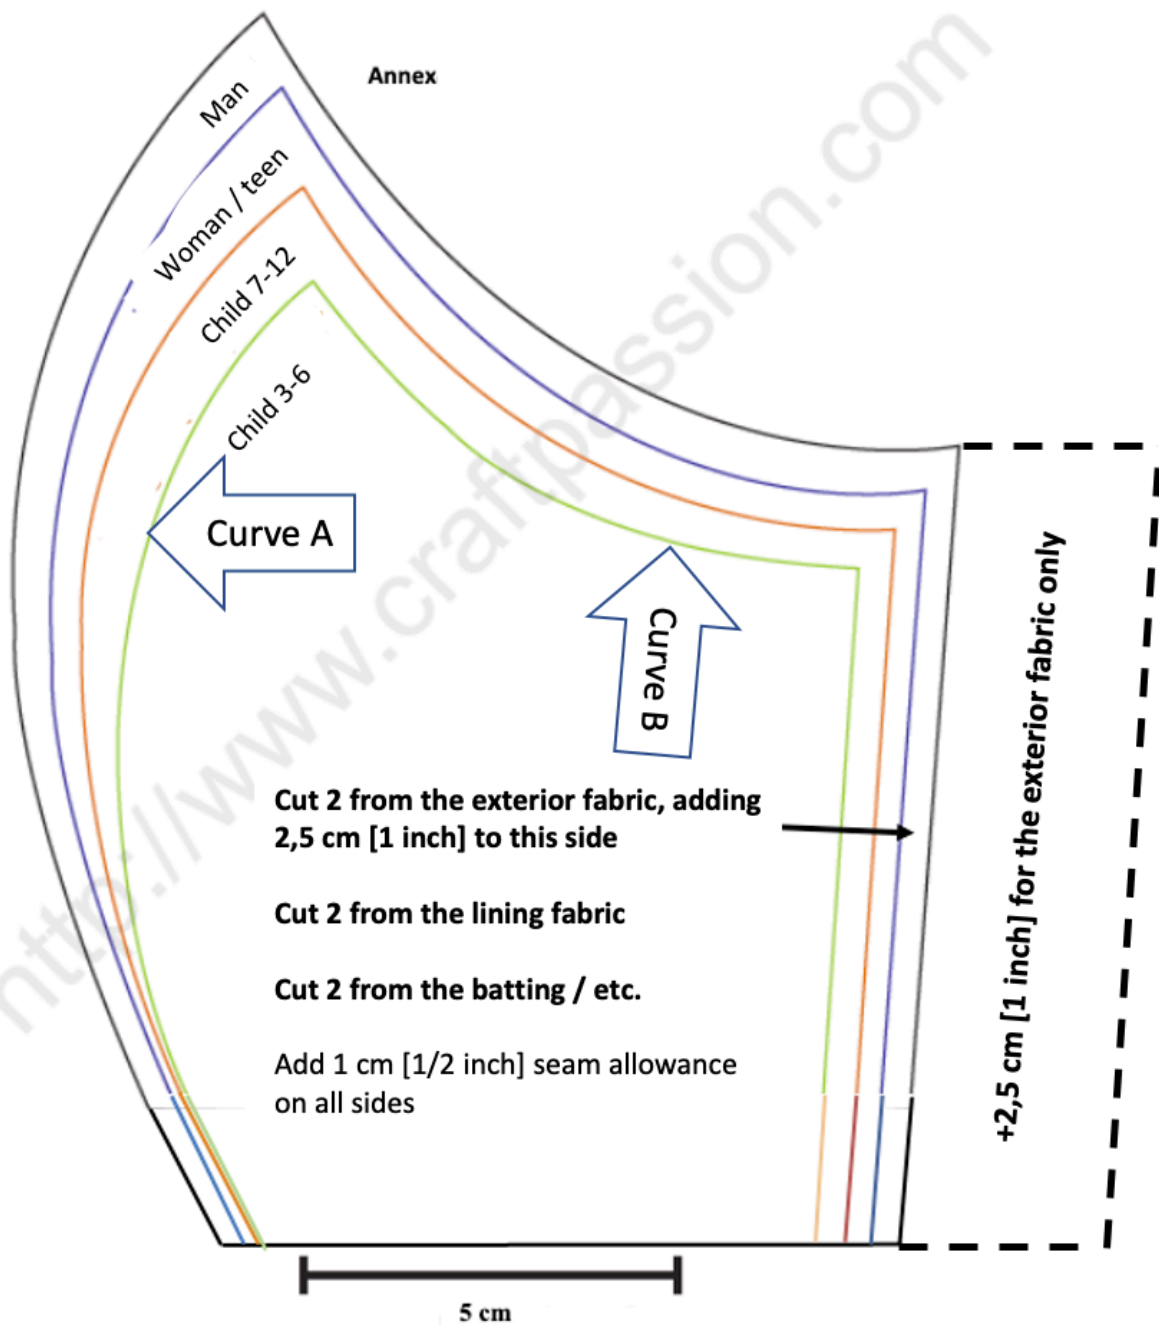 Annex
Man
Woman / teen
Child 7-12
Child 3-6
Curve A
Curve B
Cut 2 from the exterior fabric, adding
2,5 cm [1 inch] to this side
Cut 2 from the lining fabric
Cut 2 from the batting / etc.
Add 1 cm [1/2 inch] seam allowance
on all sides
+2,5 cm [1 inch] for the exterior fabric only
5 cm
http://www.craftpassion.com